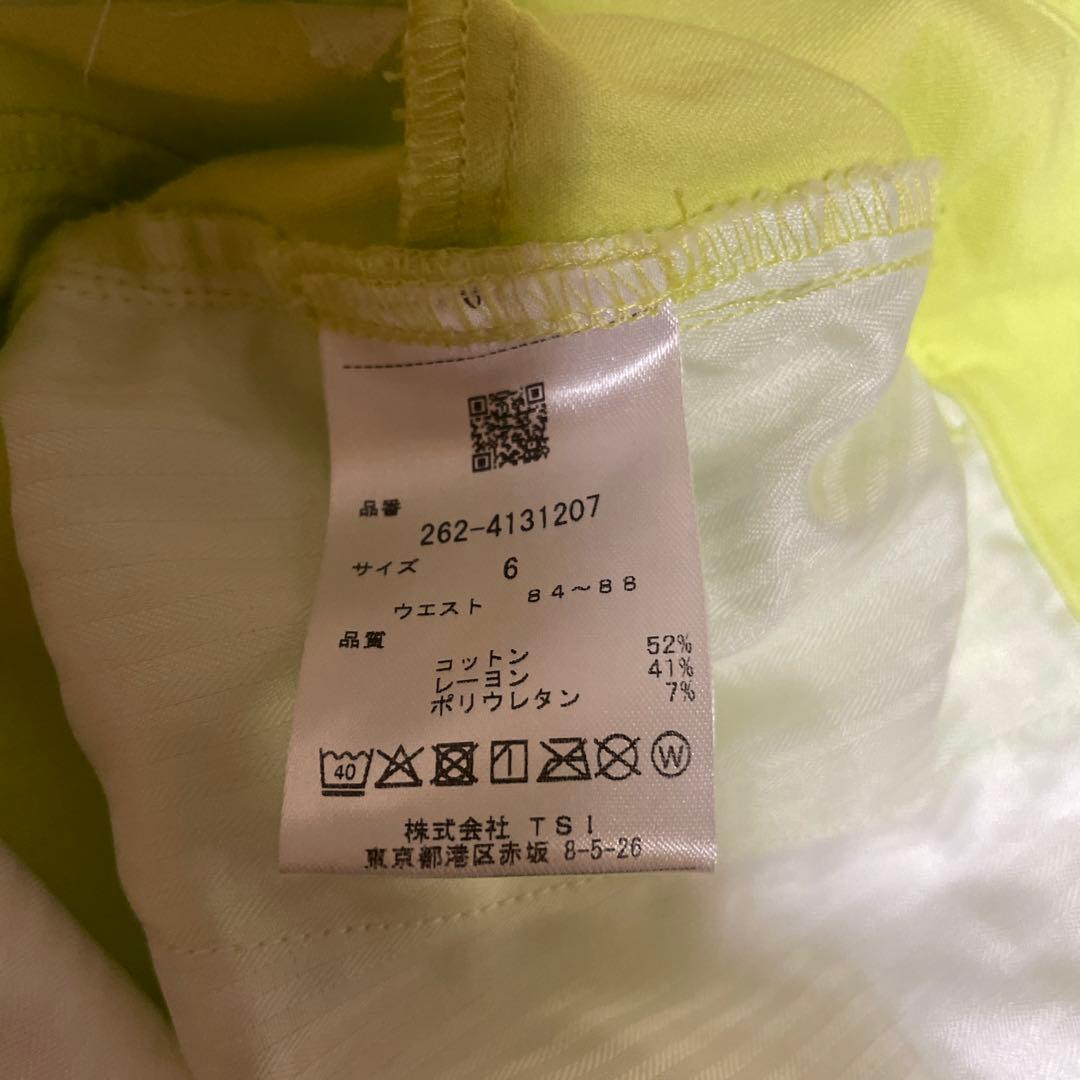 品番
262-4131207
サイズ 6
ウエスト 84～88
品質
コットン 52%
レーヨン 41%
ポリウレタン 7%
40 W
株式会社 TSI
東京都港区赤坂 8-5-26